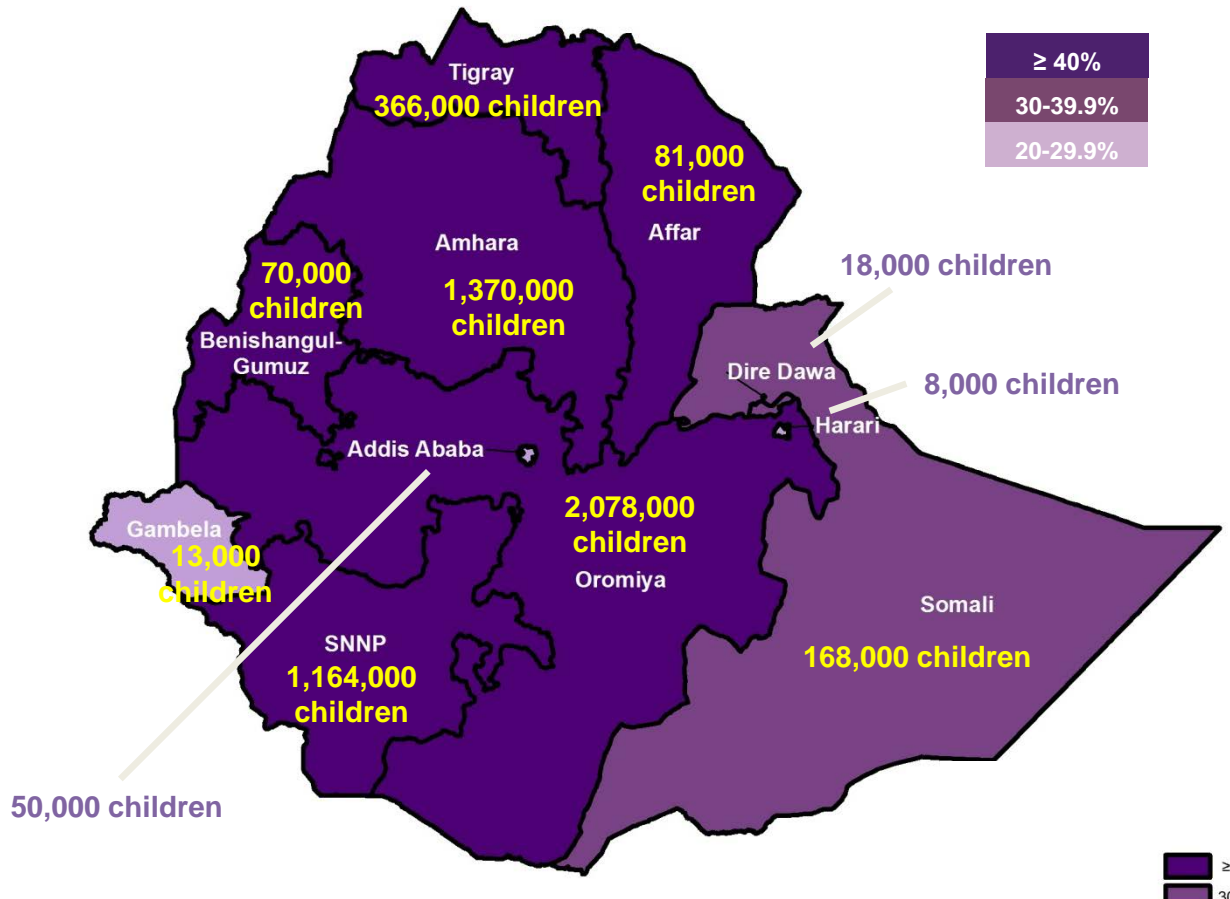 ≥ 40%
30-39.9%
20-29.9%
Tigray
366,000 children
81,000
children
Affar
Amhara
1,370,000
children
70,000
children
Benishangul-
Gumuz
18,000 children
Dire Dawa
8,000 children
Harari
Addis Ababa
2,078,000
children
Oromiya
Gambela
13,000
children
Somali
168,000 children
SNNP
1,164,000
children
50,000 children
≥
30